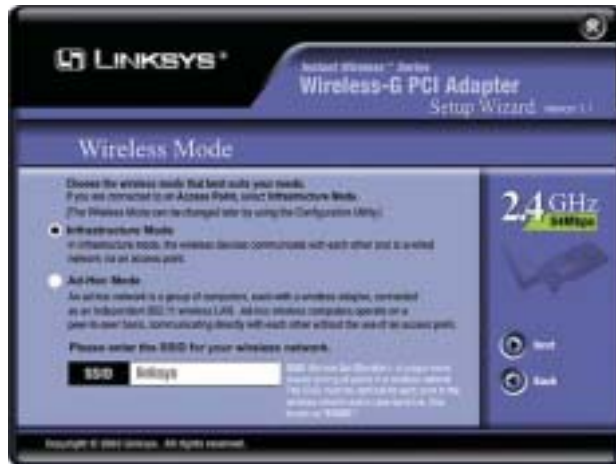 LINKSYS®
Instant Wireless™ Series
Wireless-G PCI Adapter
Setup Wizard
Wireless Mode
Choose the wireless mode that best suits your needs.
If you are connected to an Access Point, select Infrastructure Mode.
(The Wireless Mode can be changed later by using the Configuration Utility.)
Infrastructure Mode
In infrastructure mode, the wireless devices communicate with each other and to a wired
network via an access point.
Ad-Hoc Mode
An ad-hoc network is a group of computers, each with a wireless adapter, connected
as an independent 802.11 wireless LAN. Ad-hoc wireless computers operate on a
peer-to-peer basis, communicating directly with each other without the use of an access point.
Please enter the SSID for your wireless network.
SSID linksys
2.4 GHz
54Mbps
Next
Back
Copyright © 2003 Linksys. All rights reserved.